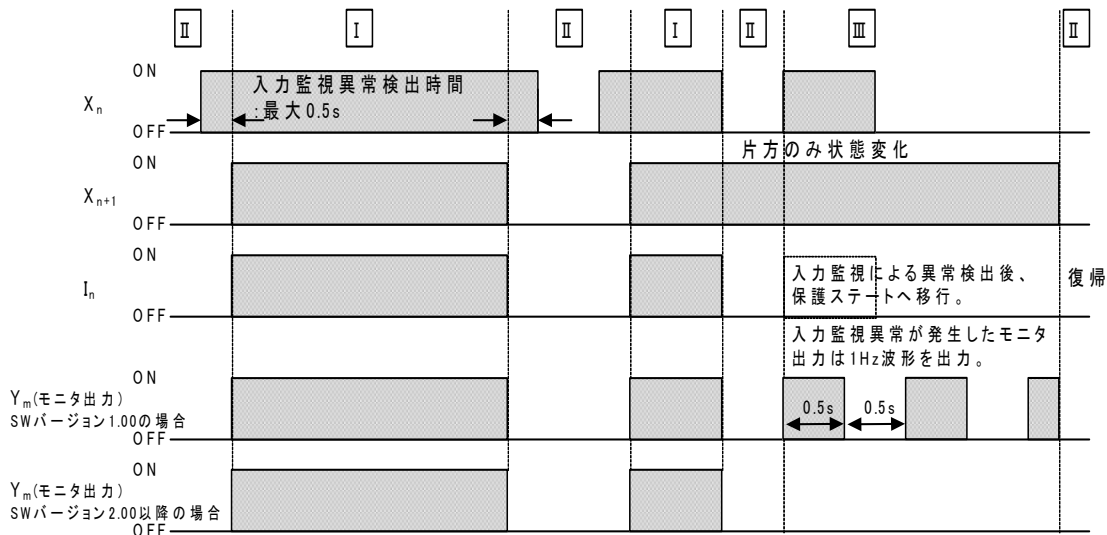 Ⅱ Ⅰ Ⅱ Ⅰ Ⅱ Ⅲ Ⅱ
ON
入力監視異常検出時間
:最大0.5s
Xn
OFF
片方のみ状態変化
ON
Xn+1
OFF
ON
入力監視による異常検出後、
保護ステートへ移行。
復帰
In
OFF
入力監視異常が発生したモニタ
出力は1Hz波形を出力。
ON
Ym(モニタ出力)
SWバージョン1.00の場合
0.5s 0.5s
OFF
ON
Ym(モニタ出力)
SWバージョン2.00以降の場合
OFF